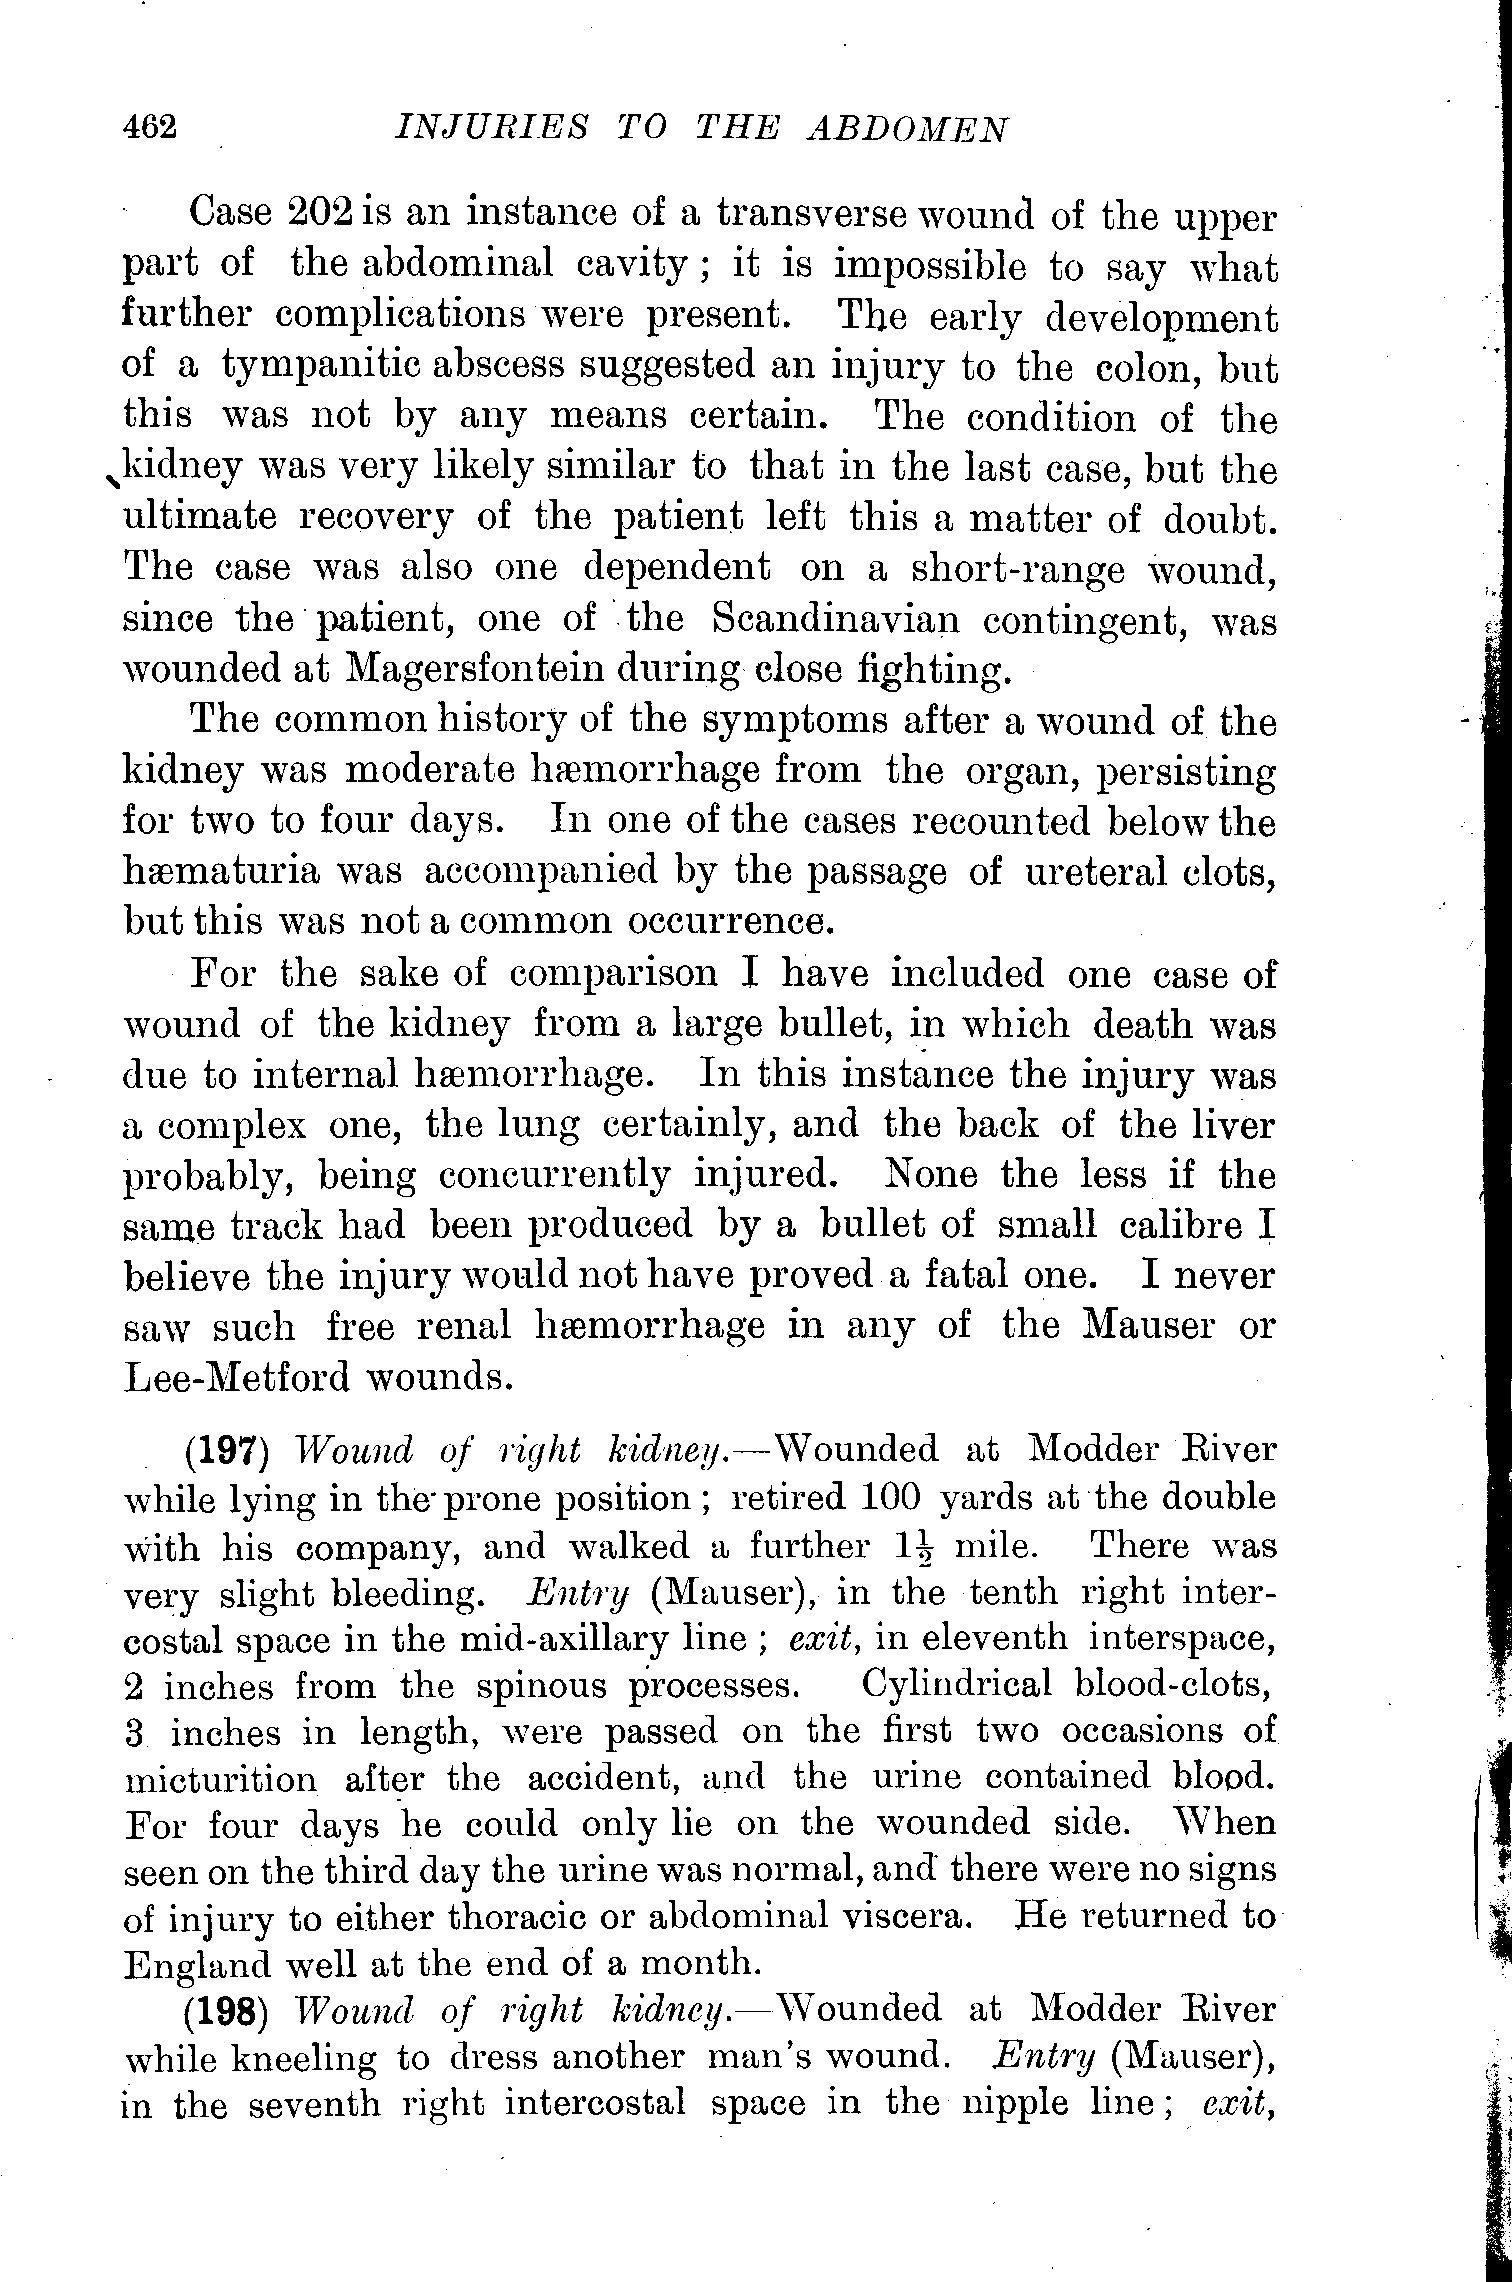 462 INJURIES TO THE ABDOMEN
Case 202 is an instance of a transverse wound of the upper
part of the abdominal cavity ; it is impossible to say what
further complications were present. The early development
of a tympanitic abscess suggested an injury to the colon, but
this was not by any means certain. The condition of the
kidney was very likely similar to that in the last case, but the
ultimate recovery of the patient left this a matter of doubt.
The case was also one dependent on a short-range wound,
since the patient, one of the Scandinavian contingent, was
wounded at Magersfontein during close fighting.
The common history of the symptoms after a wound of the
kidney was moderate hæmorrhage from the organ, persisting
for two to four days. In one of the cases recounted below the
hæmaturia was accompanied by the passage of ureteral clots,
but this was not a common occurrence.
For the sake of comparison I have included one case of
wound of the kidney from a large bullet, in which death was
due to internal hæmorrhage. In this instance the injury was
a complex one, the lung certainly, and the back of the liver
probably, being concurrently injured. None the less if the
same track had been produced by a bullet of small calibre I
believe the injury would not have proved a fatal one. I never
saw such free renal hæmorrhage in any of the Mauser or
Lee-Metford wounds.
(197) Wound of right kidney.—Wounded at Modder River
while lying in the prone position ; retired 100 yards at the double
with his company, and walked a further 1½ mile. There was
very slight bleeding. Entry (Mauser), in the tenth right inter-
costal space in the mid-axillary line ; exit, in eleventh interspace,
2 inches from the spinous processes. Cylindrical blood-clots,
3 inches in length, were passed on the first two occasions of
micturition after the accident, and the urine contained blood.
For four days he could only lie on the wounded side. When
seen on the third day the urine was normal, and there were no signs
of injury to either thoracic or abdominal viscera. He returned to
England well at the end of a month.
(198) Wound of right kidney.—Wounded at Modder River
while kneeling to dress another man's wound. Entry (Mauser),
in the seventh right intercostal space in the nipple line ; exit,